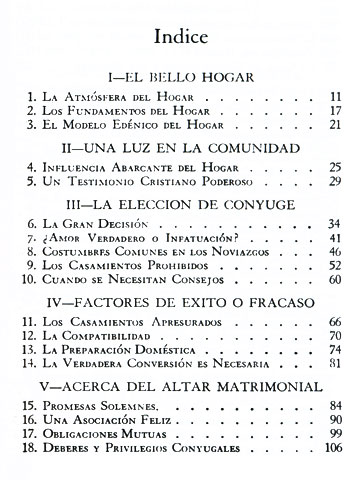 Indice
I—EL BELLO HOGAR
1. La Atmósfera del Hogar . . . . . . . . 11
2. Los Fundamentos del Hogar . . . . . . 17
3. El Modelo Edénico del Hogar . . . . . 21
II—UNA LUZ EN LA COMUNIDAD
4. Influencia Abarcante del Hogar . . . . 25
5. Un Testimonio Cristiano Poderoso . . . 29
III—LA ELECCION DE CONYUGE
6. La Gran Decisión . . . . . . . . . . . 34
7. ¿Amor Verdadero o Infatuación? . . . . 41
8. Costumbres Comunes en los Noviazgos . . 46
9. Los Casamientos Prohibidos . . . . . . 52
10. Cuando se Necesitan Consejos . . . . . 60
IV—FACTORES DE EXITO O FRACASO
11. Los Casamientos Apresurados . . . . . 66
12. La Compatibilidad . . . . . . . . . . 70
13. La Preparación Doméstica . . . . . . . 74
14. La Verdadera Conversión es Necesaria . . . 81
V—ACERCA DEL ALTAR MATRIMONIAL
15. Promesas Solemnes. . . . . . . . . . 84
16. Una Asociación Feliz . . . . . . . . . 90
17. Obligaciones Mutuas . . . . . . . . . 99
18. Deberes y Privilegios Conyugales . . . . 106